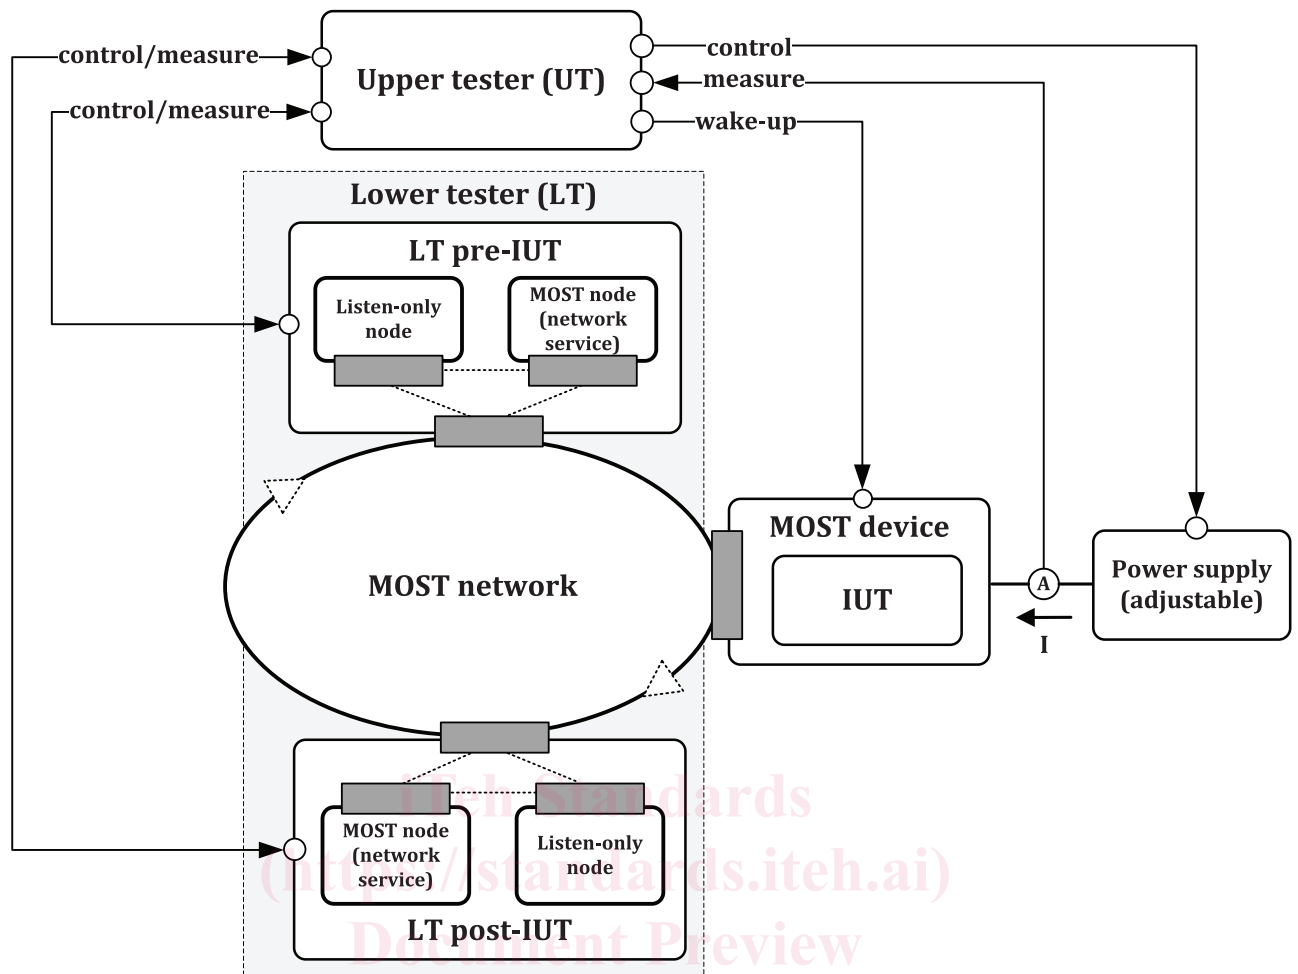 control/measure
control/measure
Upper tester (UT)
control
measure
wake-up
Lower tester (LT)
LT pre-IUT
Listen-only
node
MOST node
(network
service)
MOST network
MOST device
IUT
A
I
Power supply
(adjustable)
iTeh Standards
(https://standards.iteh.ai)
Document Preview
MOST node
(network
service)
Listen-only
node
LT post-IUT